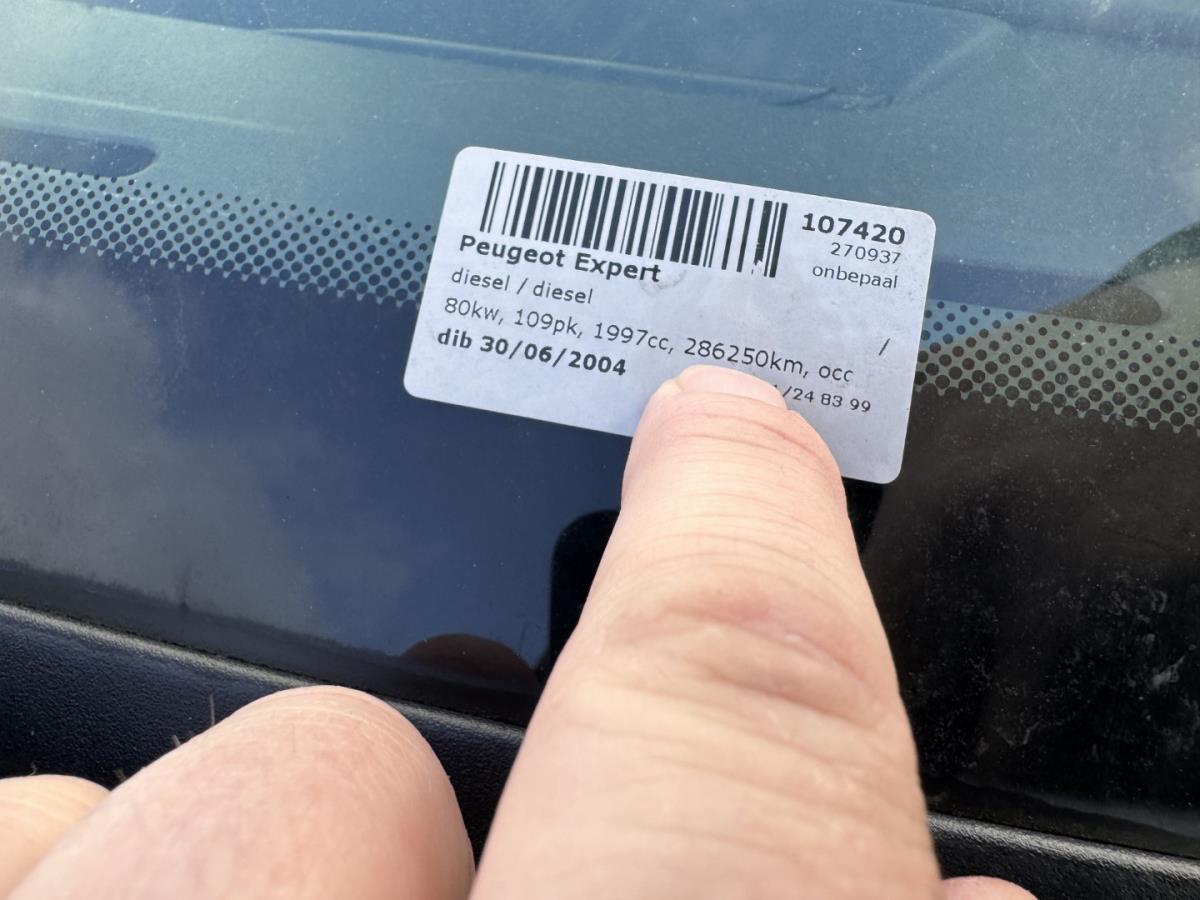 107420
270937
onbepaal
Peugeot Expert
diesel / diesel
80kw, 109pk, 1997cc, 286250km, occ /
dib 30/06/2004
/24 83 99